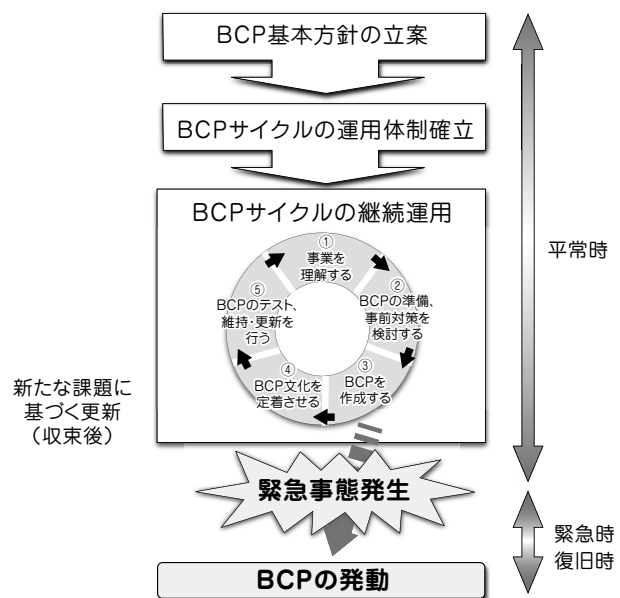 BCP基本方針の立案
BCPサイクルの運用体制確立
BCPサイクルの継続運用
①
事業を
理解する
②
BCPの準備、
事前対策を
検討する
③
BCPを
作成する
④
BCP文化を
定着させる
⑤
BCPのテスト、
維持・更新を
行う
平常時
新たな課題に
基づく更新
（収束後）
緊急事態発生
緊急時
復旧時
BCPの発動